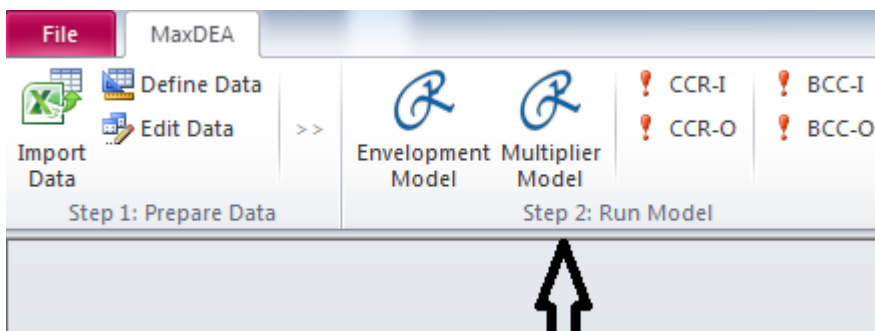 File MaxDEA
Define Data CCR-I BCC-I
Edit Data >> CCR-O BCC-O
Import Envelopment Multiplier
Data Model Model
Step 1: Prepare Data Step 2: Run Model